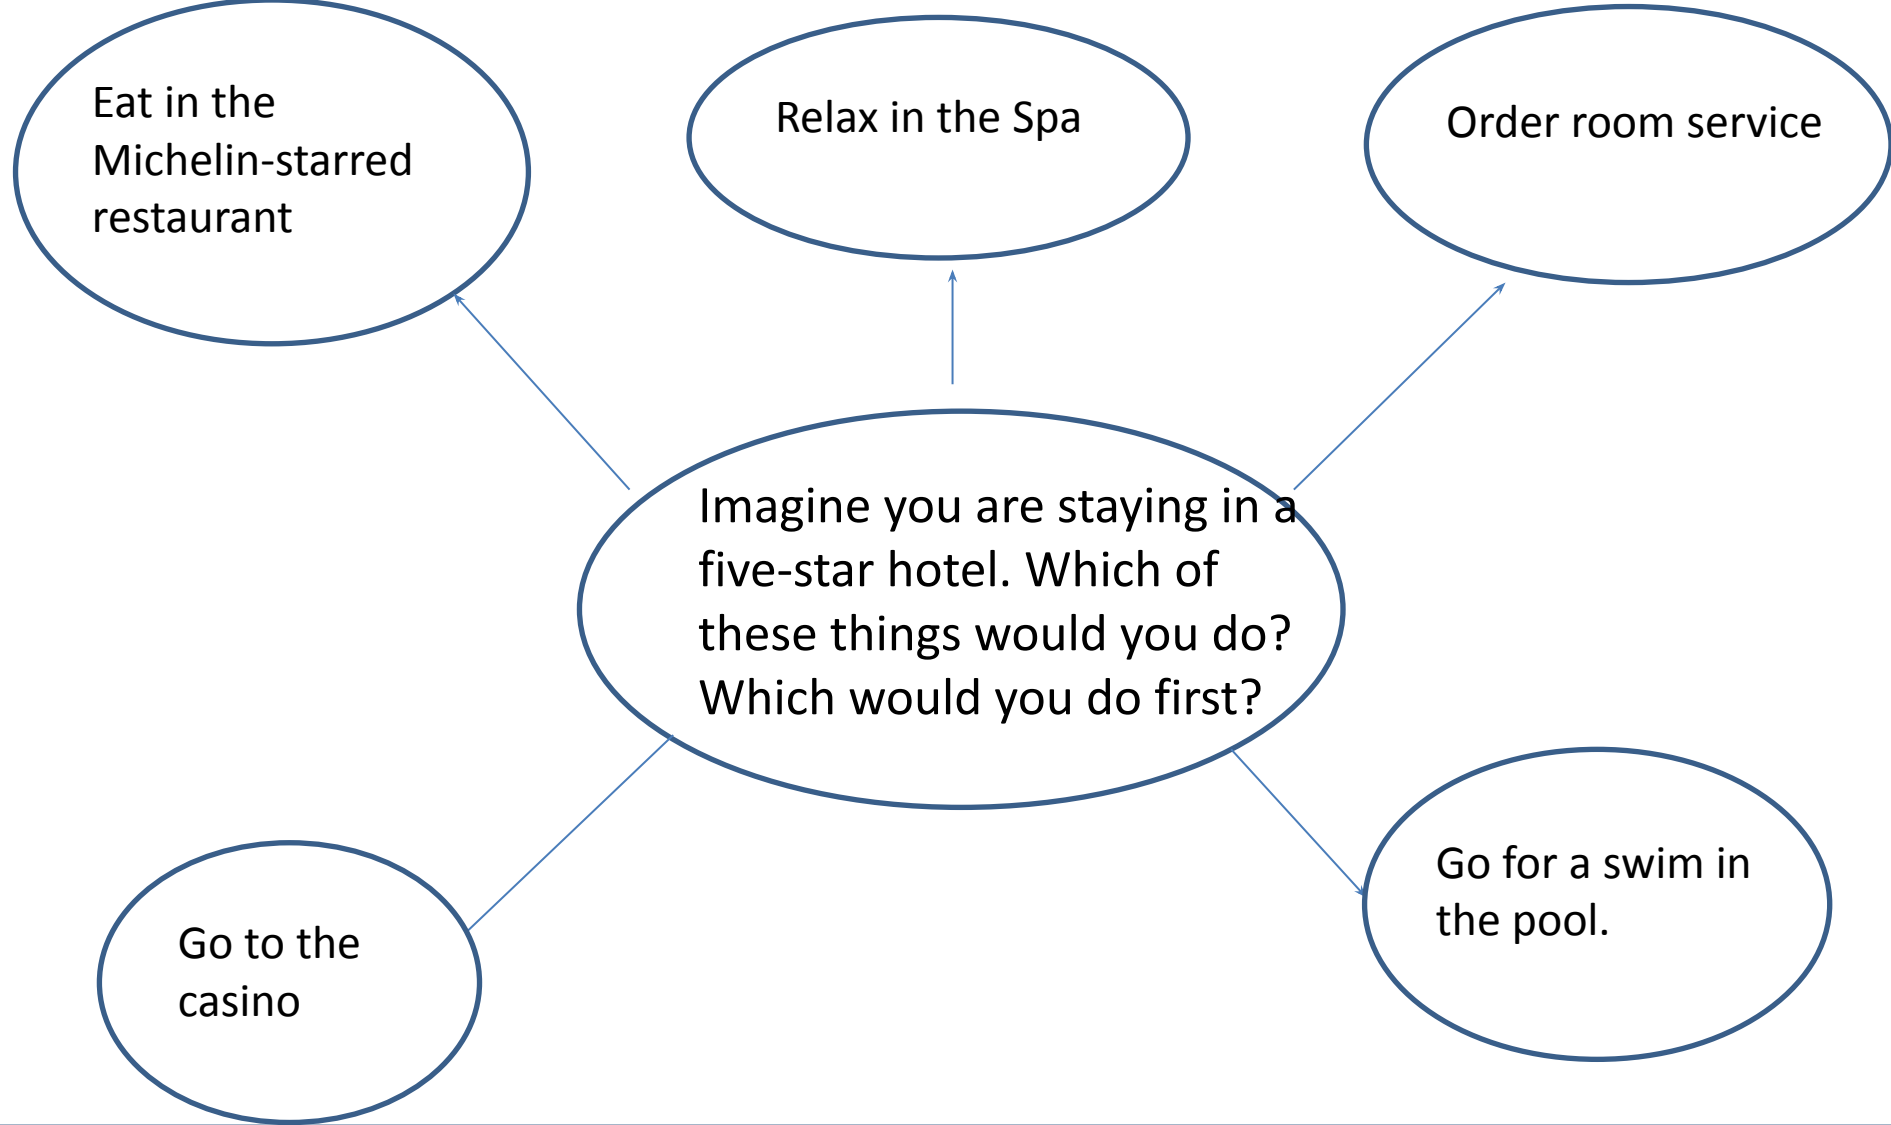 Eat in the
Michelin-starred
restaurant
Relax in the Spa
Order room service
Imagine you are staying in a
five-star hotel. Which of
these things would you do?
Which would you do first?
Go to the
casino
Go for a swim in
the pool.